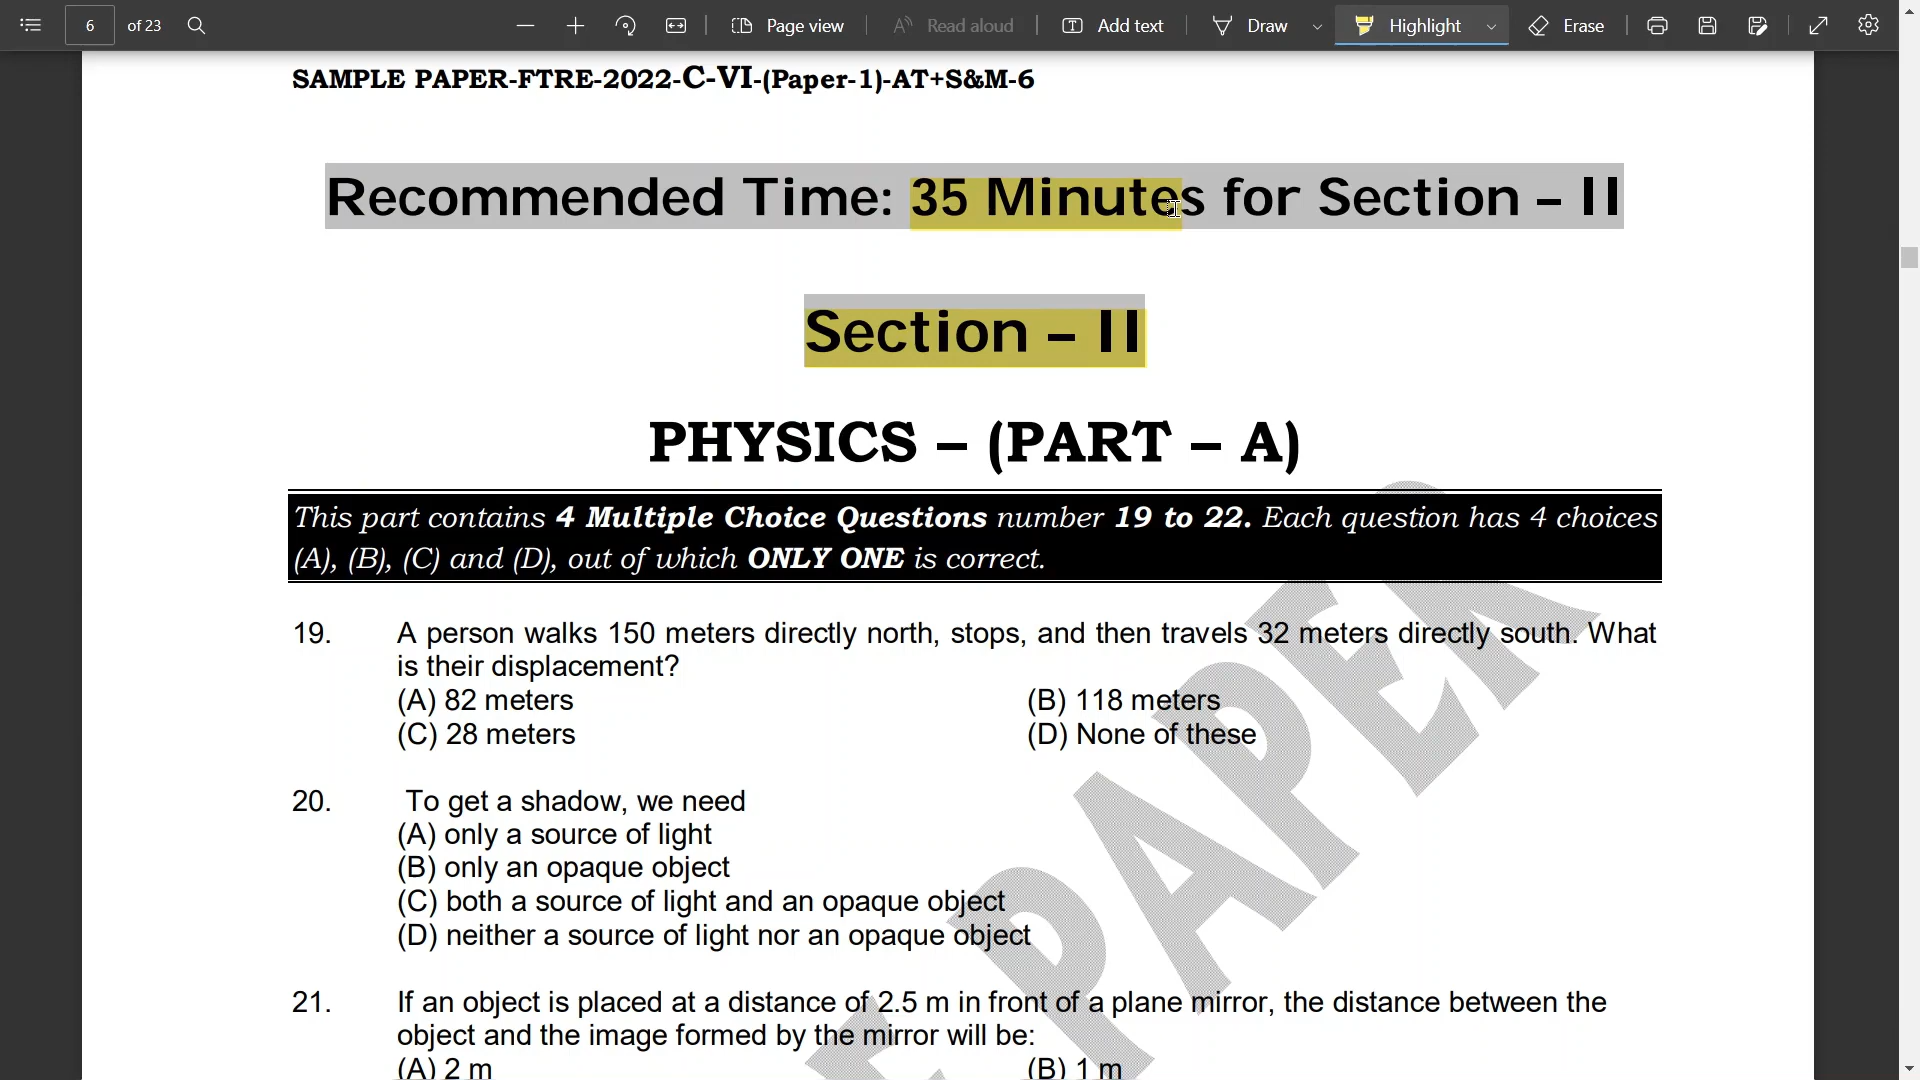 6 of 23 Page view Read aloud Add text Draw Highlight Erase
SAMPLE PAPER-FTRE-2022-C-VI-(Paper-1)-AT+S&M-6
Recommended Time: 35 Minutes for Section – II
Section – II
PHYSICS – (PART – A)
This part contains 4 Multiple Choice Questions number 19 to 22. Each question has 4 choices
(A), (B), (C) and (D), out of which ONLY ONE is correct.
19. A person walks 150 meters directly north, stops, and then travels 32 meters directly south. What
is their displacement?
(A) 82 meters (B) 118 meters
(C) 28 meters (D) None of these
20. To get a shadow, we need
(A) only a source of light
(B) only an opaque object
(C) both a source of light and an opaque object
(D) neither a source of light nor an opaque object
21. If an object is placed at a distance of 2.5 m in front of a plane mirror, the distance between the
object and the image formed by the mirror will be:
(A) 2 m (B) 1 m
PAPER